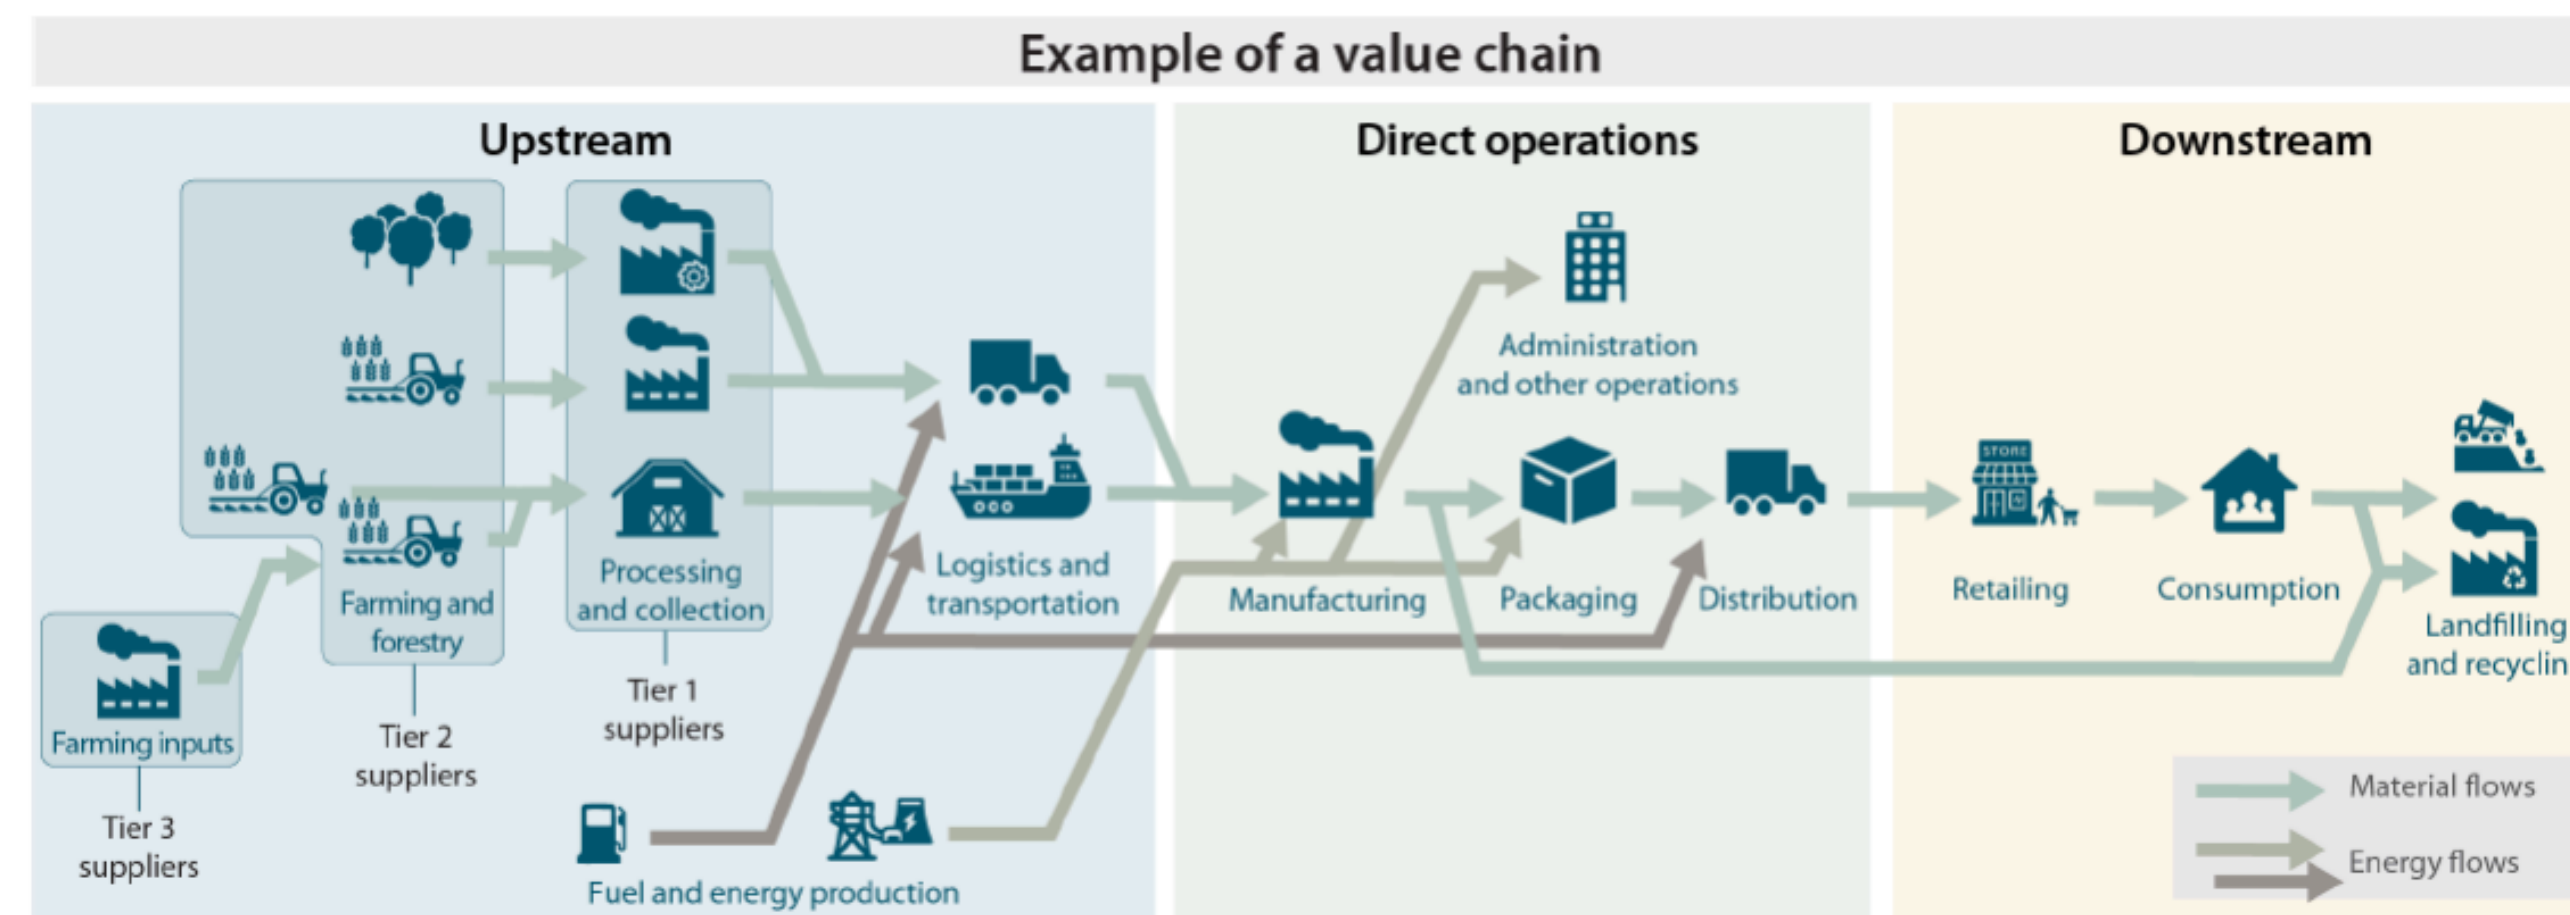 Example of a value chain
Upstream
Direct operations
Downstream
Administration
and other operations
STORE
Processing
and collection
Logistics and
transportation
Farming and
forestry
Manufacturing
Packaging
Distribution
Retailing
Consumption
Landfilling
and recyclin
Farming inputs
Tier 1
suppliers
Tier 2
suppliers
Tier 3
suppliers
Fuel and energy production
Material flows
Energy flows